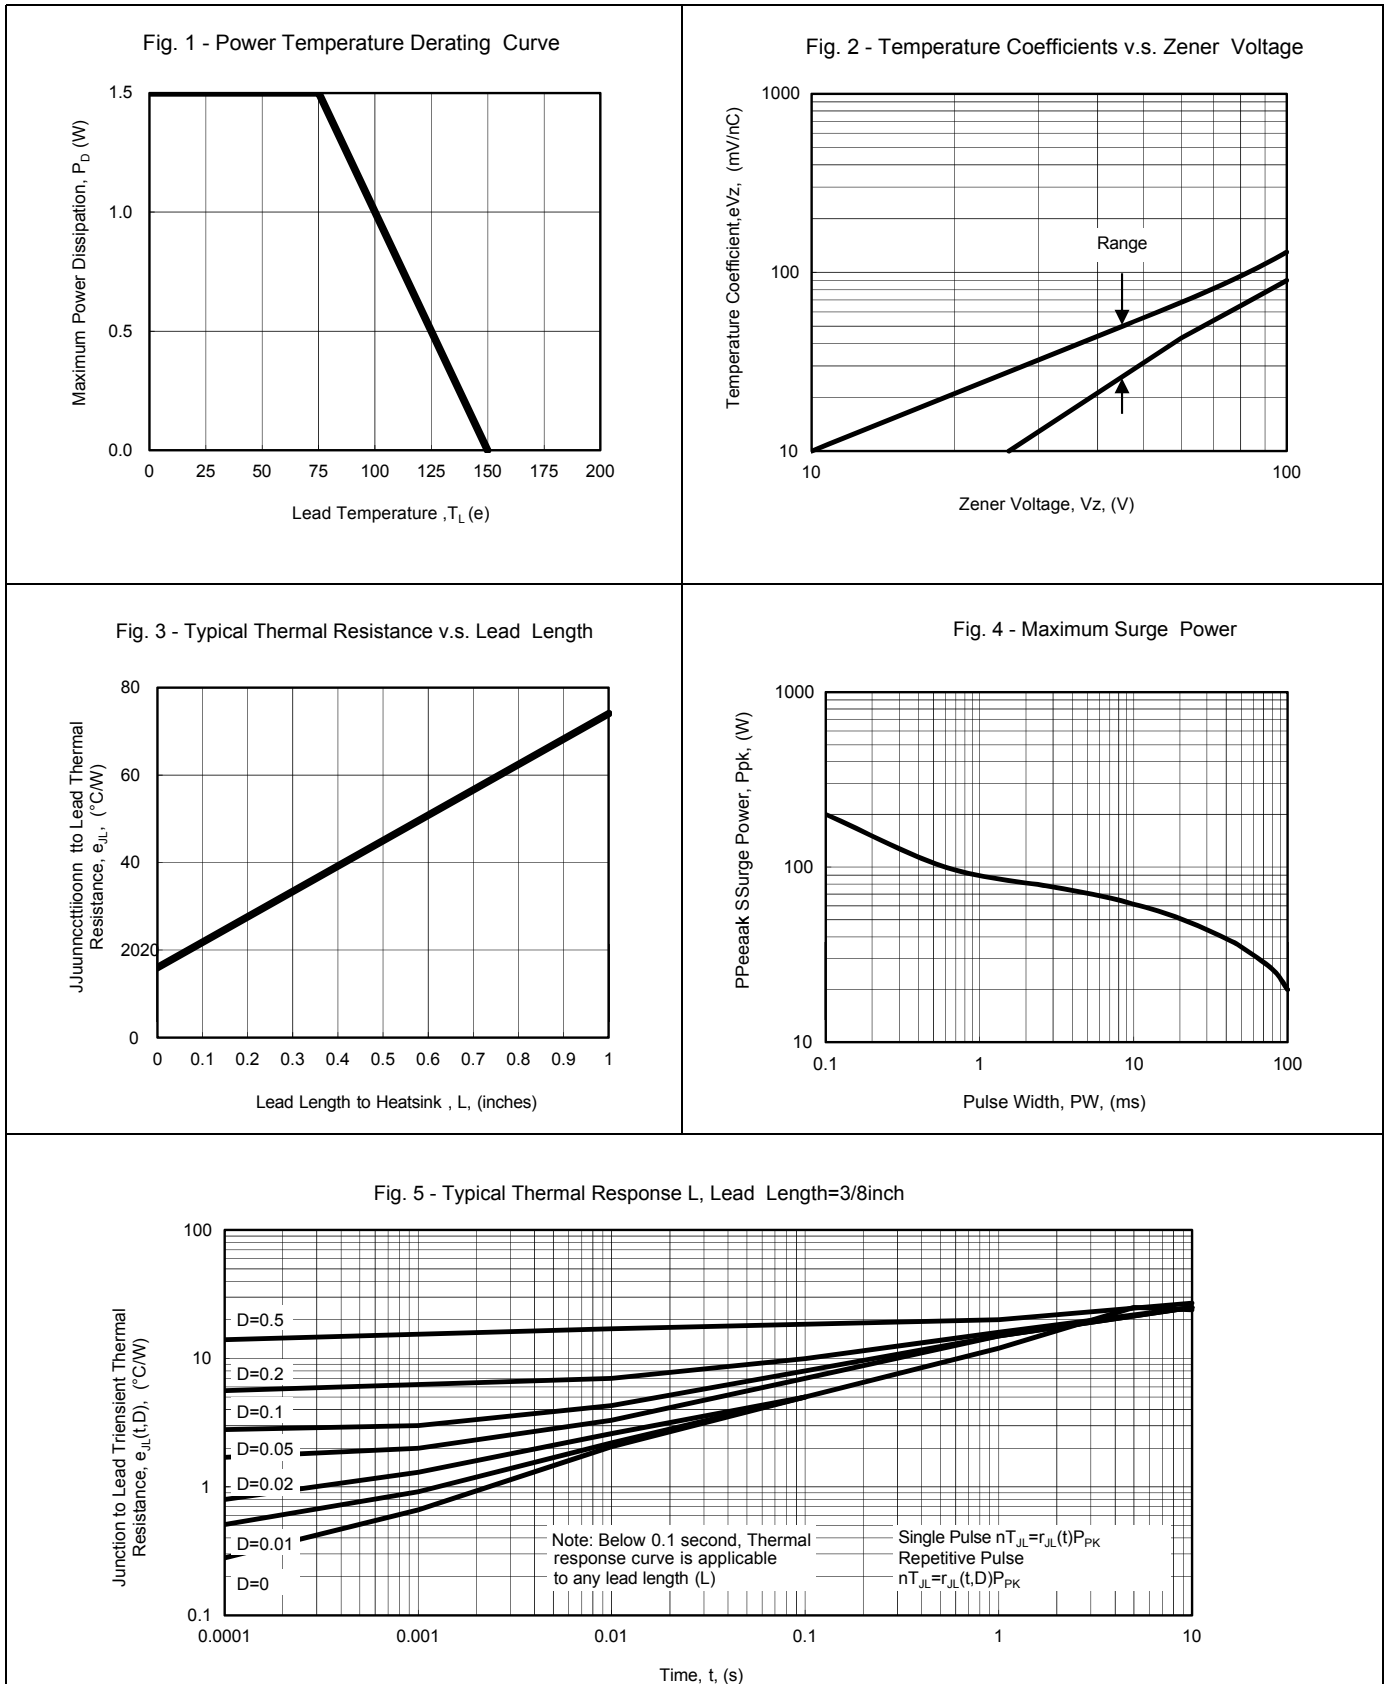 Fig. 1 - Power Temperature Derating Curve
Maximum Power Dissipation, PD (W)
1.5
1.0
0.5
0.0
0 25 50 75 100 125 150 175 200
Lead Temperature ,TL (e)
Fig. 2 - Temperature Coefficients v.s. Zener Voltage
Temperature Coefficient,eVz, (mV/nC)
1000
100
10
Range
10 100
Zener Voltage, Vz, (V)
Fig. 3 - Typical Thermal Resistance v.s. Lead Length
JJuunnccttiioonn tto Lead Thermal
Resistance, eJL, (°C/W)
80
60
40
2020
0
0 0.1 0.2 0.3 0.4 0.5 0.6 0.7 0.8 0.9 1
Lead Length to Heatsink , L, (inches)
Fig. 4 - Maximum Surge Power
PPeeaak SSurge Power, Ppk, (W)
1000
100
10
0.1 1 10 100
Pulse Width, PW, (ms)
Fig. 5 - Typical Thermal Response L, Lead Length=3/8inch
Junction to Lead Triensient Thermal
Resistance, eJL(t,D), (°C/W)
100
10
1
0.1
D=0.5
D=0.2
D=0.1
D=0.05
D=0.02
D=0.01
D=0
Note: Below 0.1 second, Thermal
response curve is applicable
to any lead length (L)
Single Pulse nTJL=rJL(t)PPK
Repetitive Pulse
nTJL=rJL(t,D)PPK
0.0001 0.001 0.01 0.1 1 10
Time, t, (s)